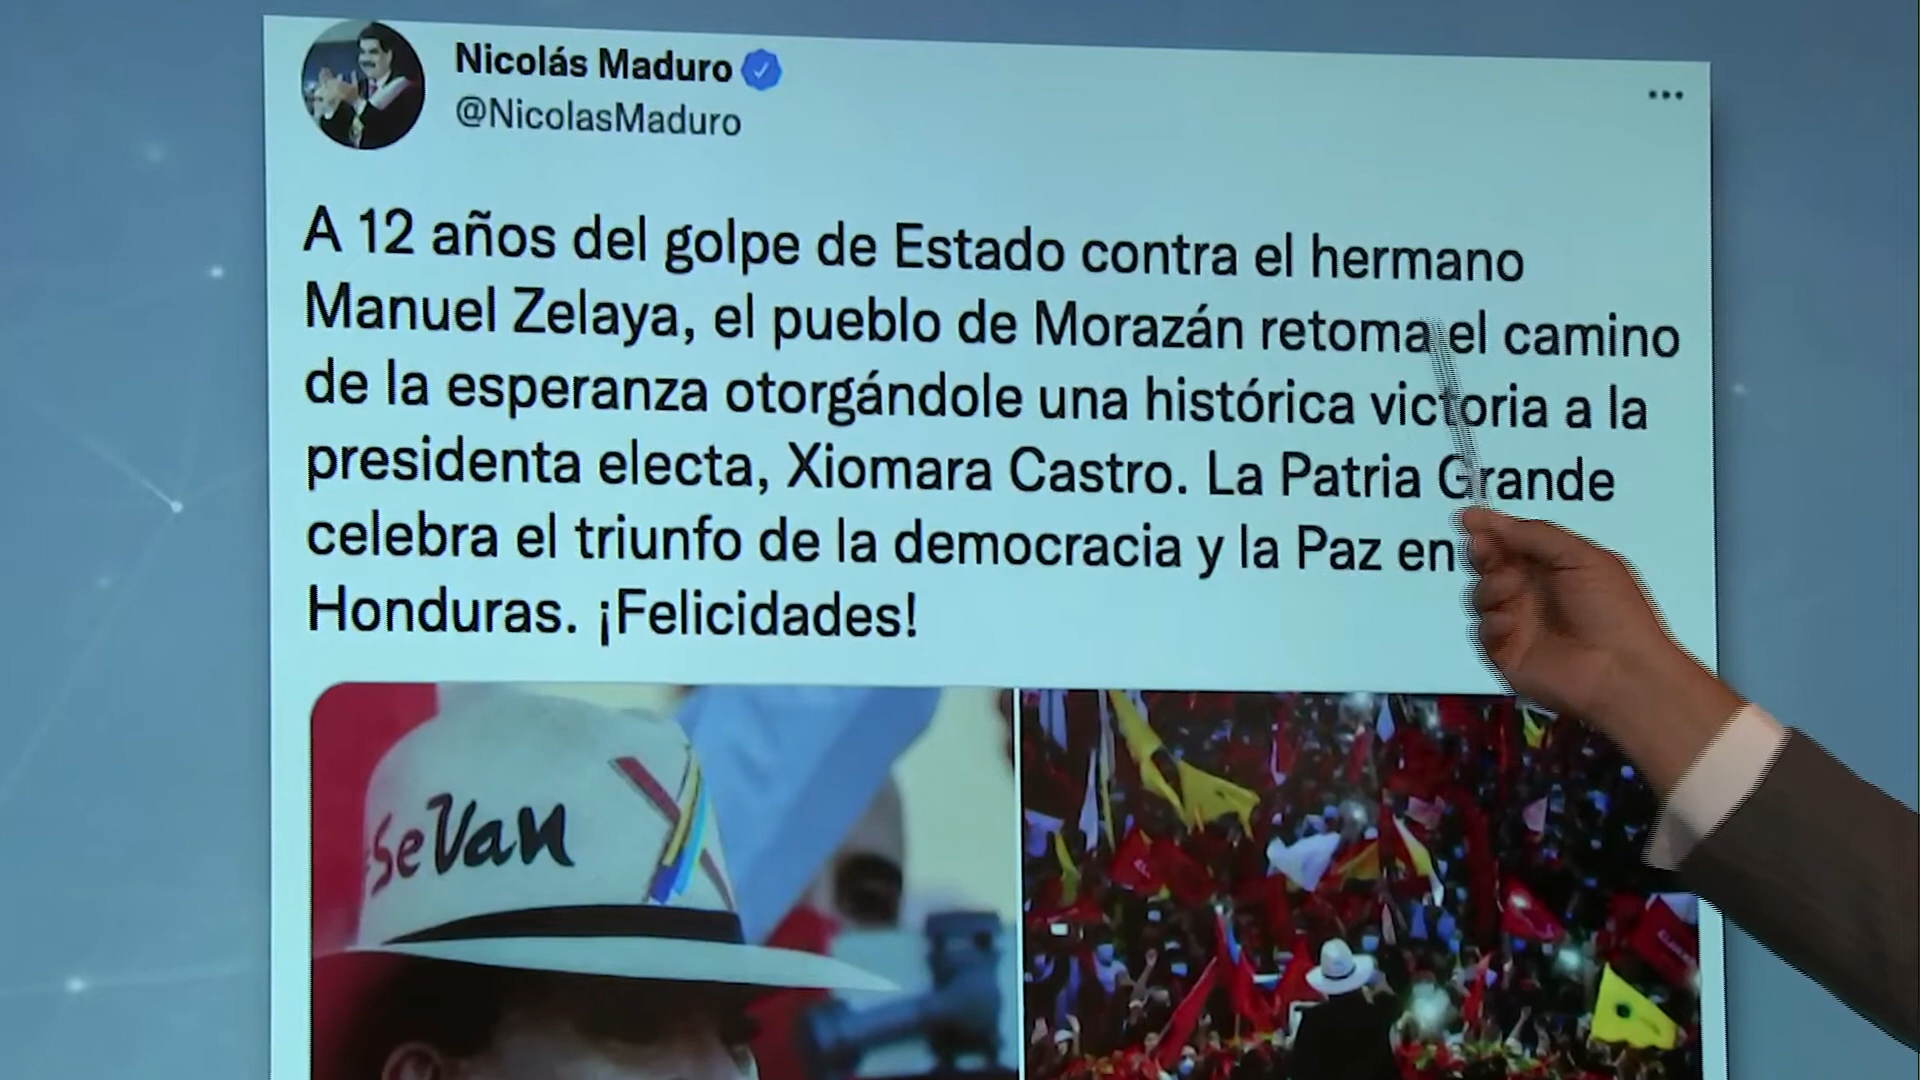 Nicolás Maduro
@NicolasMaduro
A 12 años del golpe de Estado contra el hermano
Manuel Zelaya, el pueblo de Morazán retoma el camino
de la esperanza otorgándole una histórica victoria a la
presidenta electa, Xiomara Castro. La Patria Grande
celebra el triunfo de la democracia y la Paz en
Honduras. ¡Felicidades!
SeVan